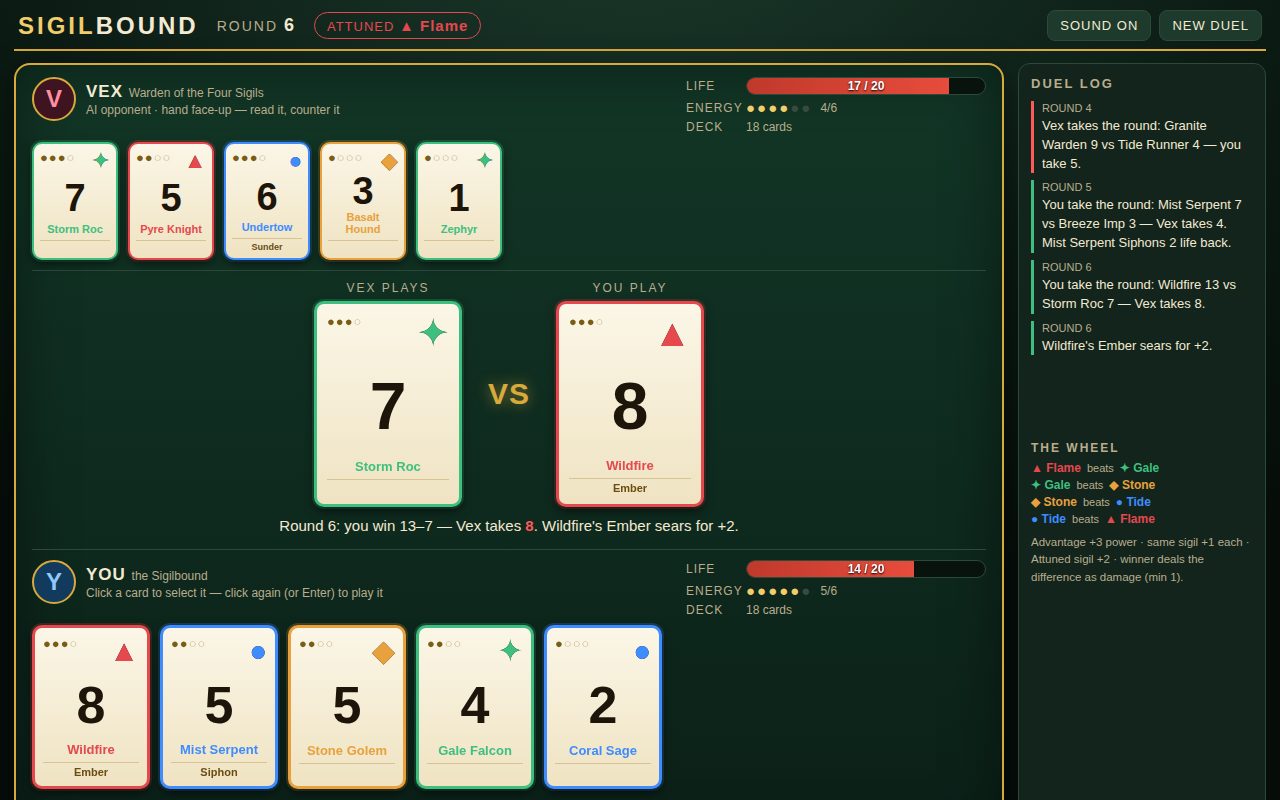 SIGILBOUND ROUND 6 ATTUNED ▲ Flame SOUND ON NEW DUEL
V VEX Warden of the Four Sigils
AI opponent · hand face-up — read it, counter it
LIFE 17 / 20
ENERGY 4/6
DECK 18 cards
7 Storm Roc
5 Pyre Knight
6 Undertow Sunder
3 Basalt Hound
1 Zephyr
VEX PLAYS
7
Storm Roc
VS
YOU PLAY
8
Wildfire
Ember
Round 6: you win 13–7 — Vex takes 8. Wildfire's Ember sears for +2.
Y YOU the Sigilbound
Click a card to select it — click again (or Enter) to play it
LIFE 14 / 20
ENERGY 5/6
DECK 18 cards
8 Wildfire Ember
5 Mist Serpent Siphon
5 Stone Golem
4 Gale Falcon
2 Coral Sage
DUEL LOG
ROUND 4
Vex takes the round: Granite
Warden 9 vs Tide Runner 4 — you
take 5.
ROUND 5
You take the round: Mist Serpent 7
vs Breeze Imp 3 — Vex takes 4.
Mist Serpent Siphons 2 life back.
ROUND 6
You take the round: Wildfire 13 vs
Storm Roc 7 — Vex takes 8.
ROUND 6
Wildfire's Ember sears for +2.
THE WHEEL
▲ Flame beats ✦ Gale
✦ Gale beats ◆ Stone
◆ Stone beats ● Tide
● Tide beats ▲ Flame
Advantage +3 power · same sigil +1 each ·
Attuned sigil +2 · winner deals the
difference as damage (min 1).